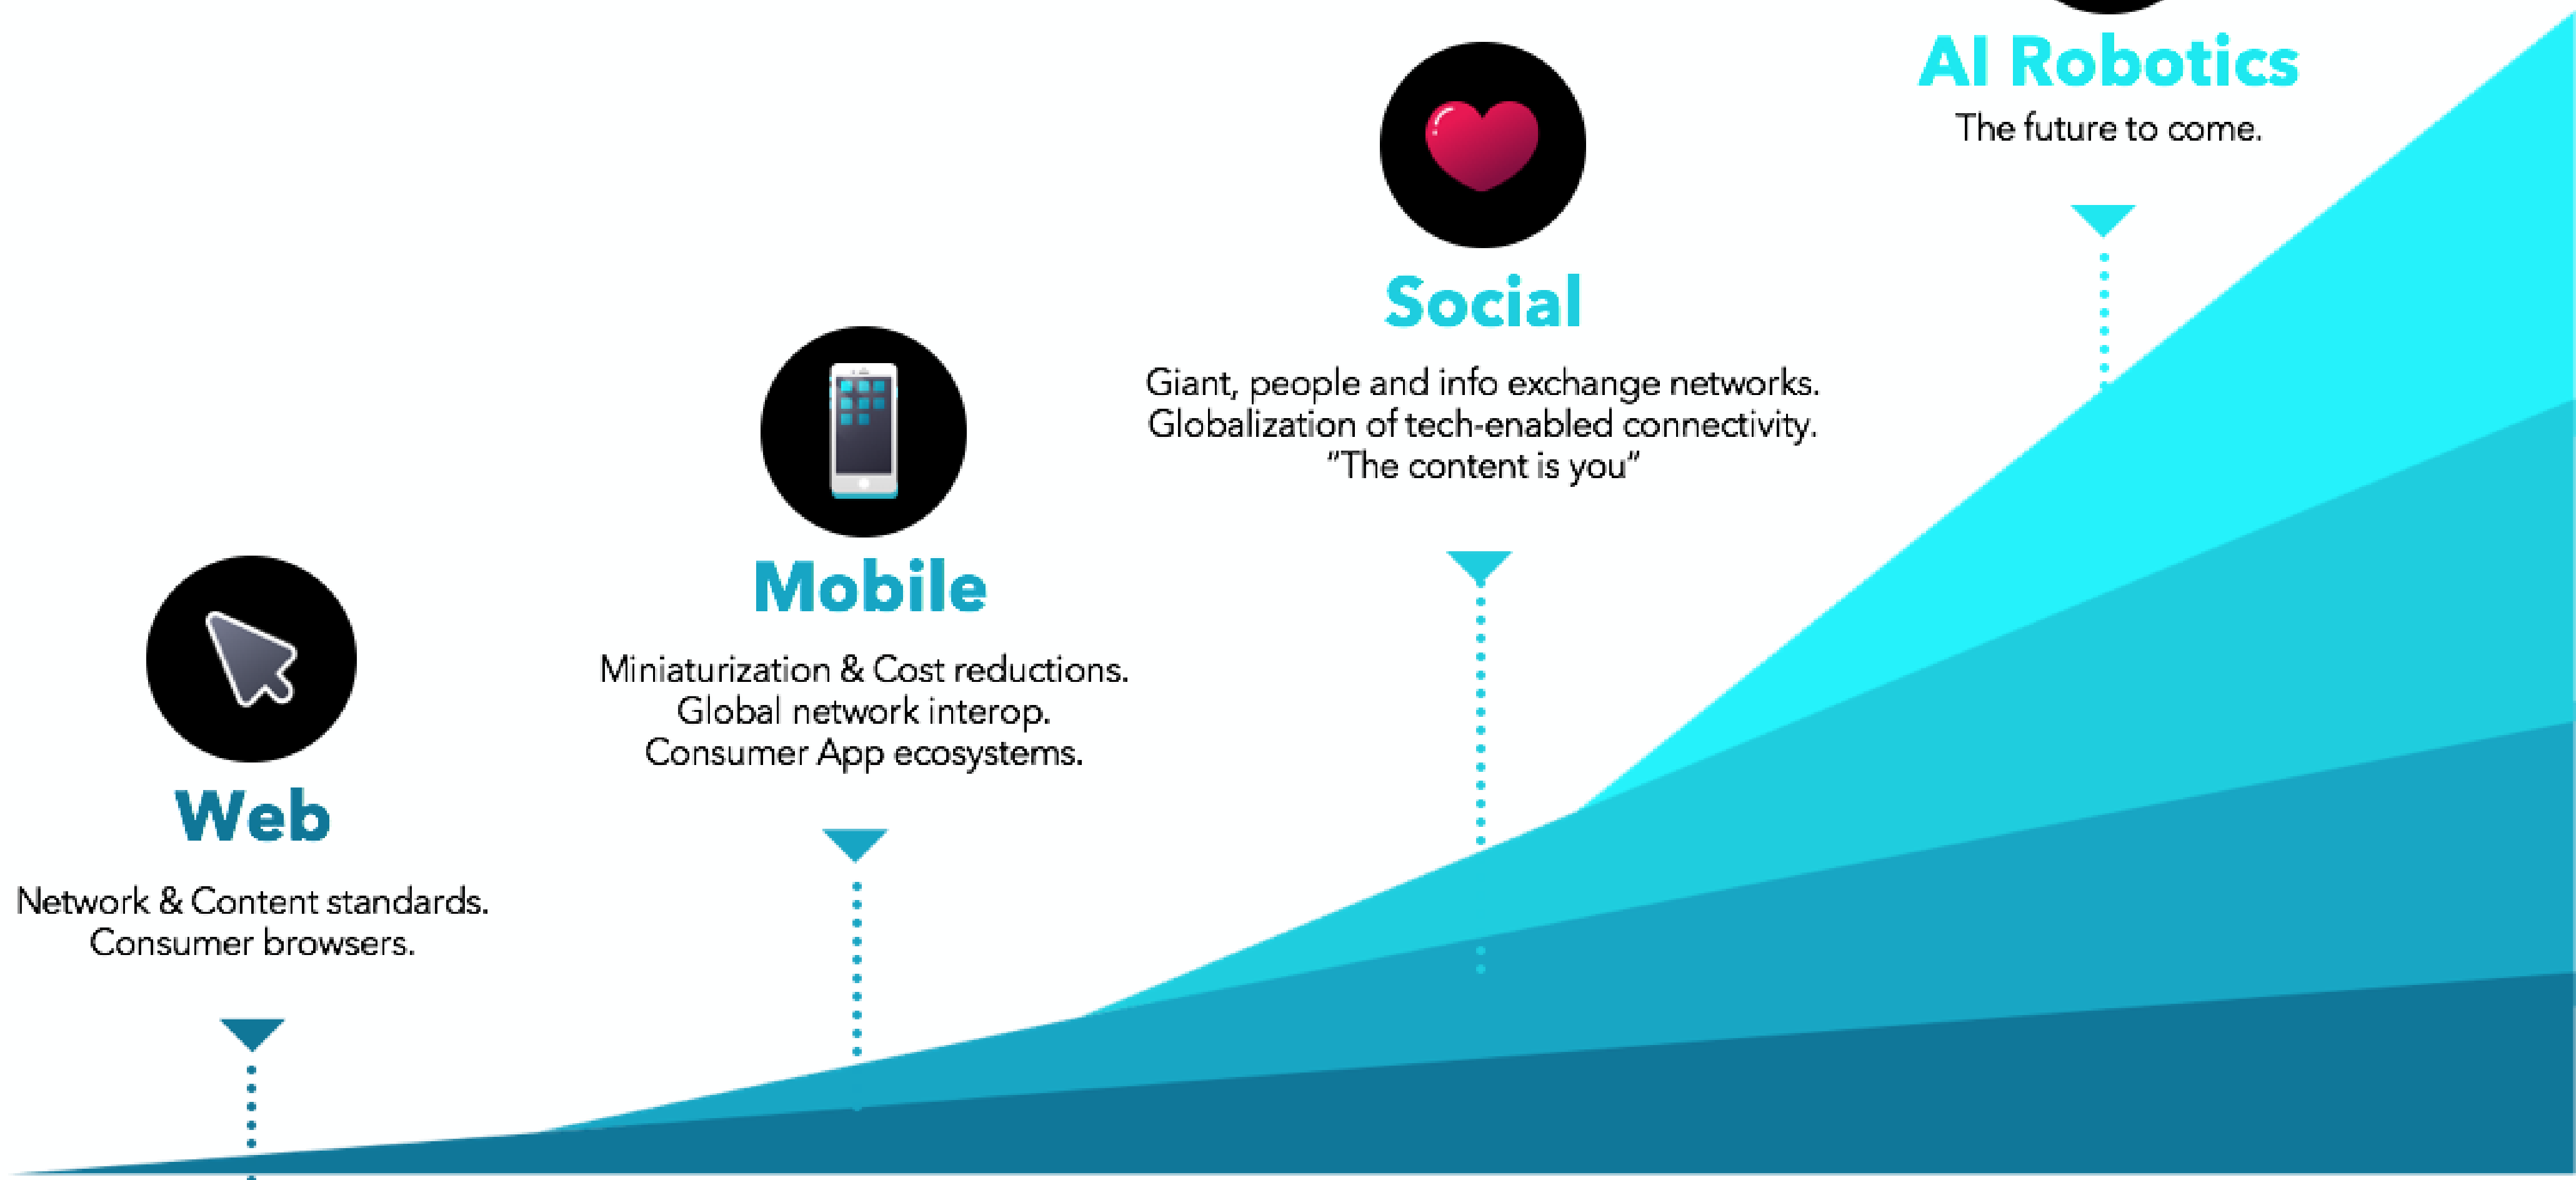 AI Robotics
The future to come.
Social
Giant, people and info exchange networks.
Globalization of tech-enabled connectivity.
"The content is you"
Mobile
Miniaturization & Cost reductions.
Global network interop.
Consumer App ecosystems.
Web
Network & Content standards.
Consumer browsers.